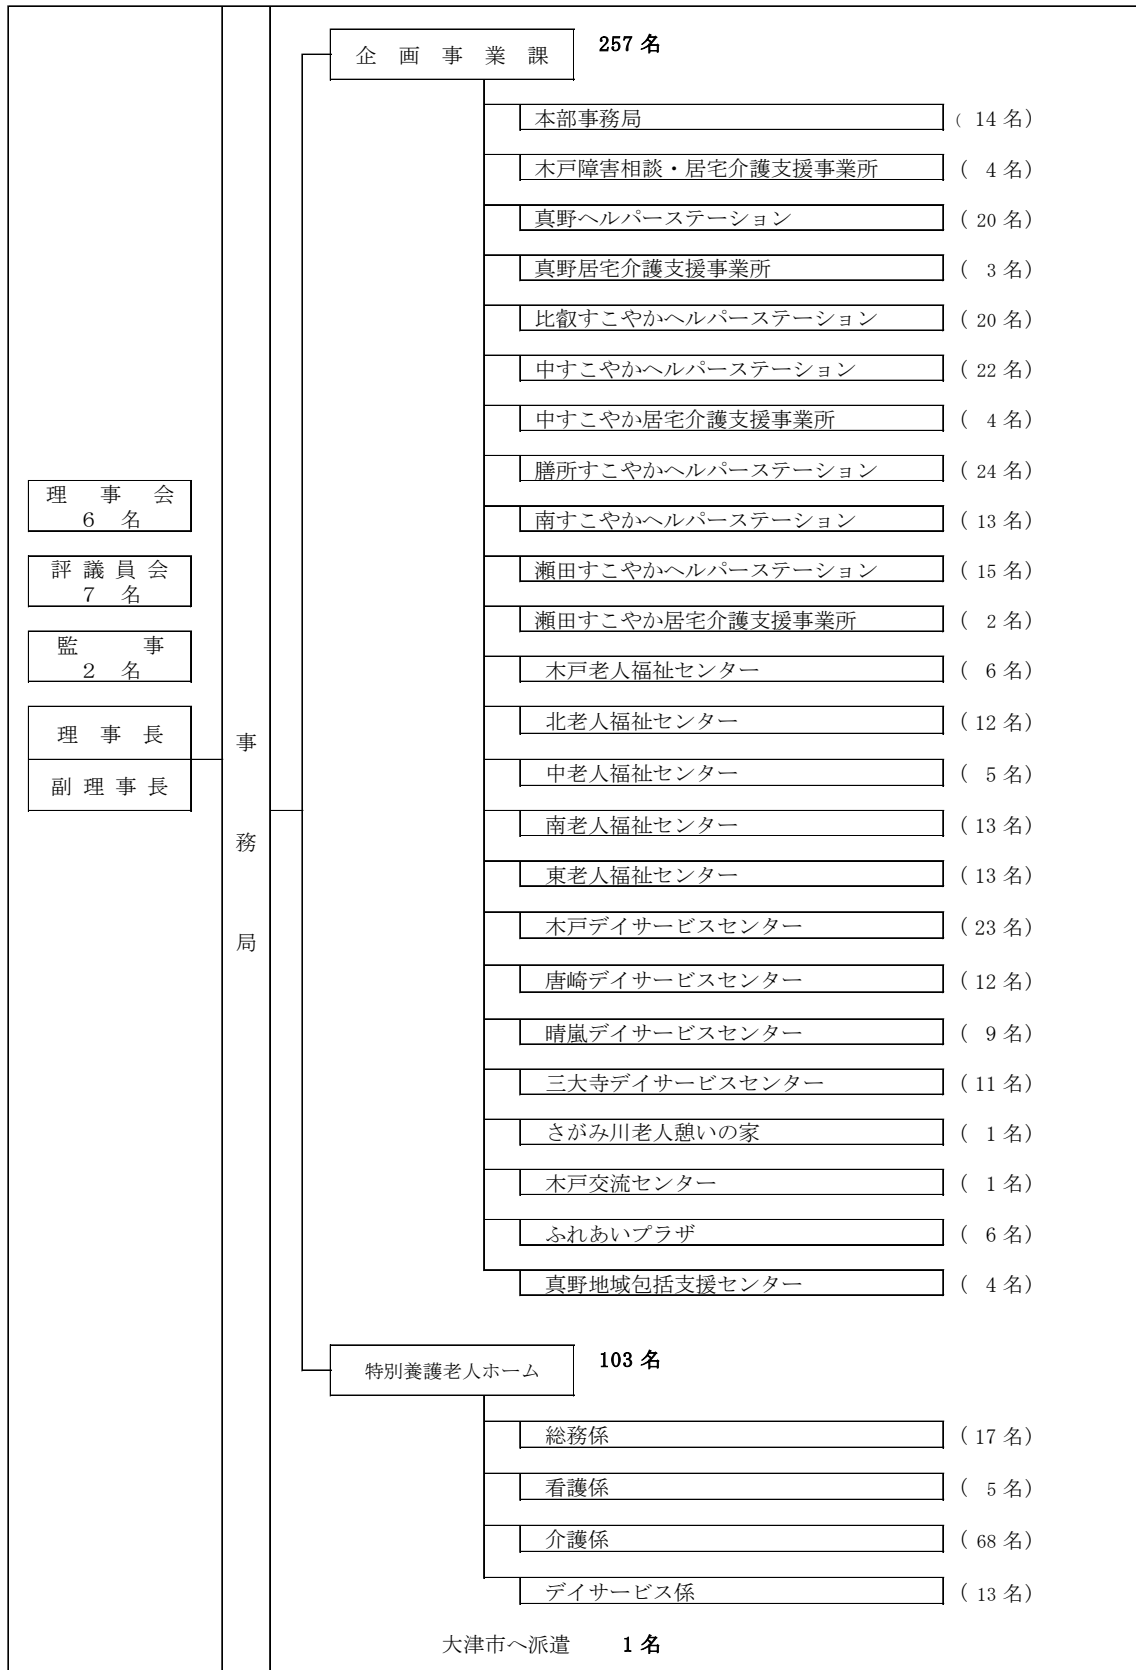 理事会
6 名
評議員会
7 名
監事
2 名
理事長
副理事長
事務局
企画事業課 257 名
本部事務局 ( 14 名)
木戸障害相談・居宅介護支援事業所 ( 4 名)
真野ヘルパーステーション ( 20 名)
真野居宅介護支援事業所 ( 3 名)
比叡すこやかヘルパーステーション ( 20 名)
中すこやかヘルパーステーション ( 22 名)
中すこやか居宅介護支援事業所 ( 4 名)
膳所すこやかヘルパーステーション ( 24 名)
南すこやかヘルパーステーション ( 13 名)
瀬田すこやかヘルパーステーション ( 15 名)
瀬田すこやか居宅介護支援事業所 ( 2 名)
木戸老人福祉センター ( 6 名)
北老人福祉センター ( 12 名)
中老人福祉センター ( 5 名)
南老人福祉センター ( 13 名)
東老人福祉センター ( 13 名)
木戸デイサービスセンター ( 23 名)
唐崎デイサービスセンター ( 12 名)
晴嵐デイサービスセンター ( 9 名)
三大寺デイサービスセンター ( 11 名)
さがみ川老人憩いの家 ( 1 名)
木戸交流センター ( 1 名)
ふれあいプラザ ( 6 名)
真野地域包括支援センター ( 4 名)
特別養護老人ホーム 103 名
総務係 ( 17 名)
看護係 ( 5 名)
介護係 ( 68 名)
デイサービス係 ( 13 名)
大津市へ派遣 1 名